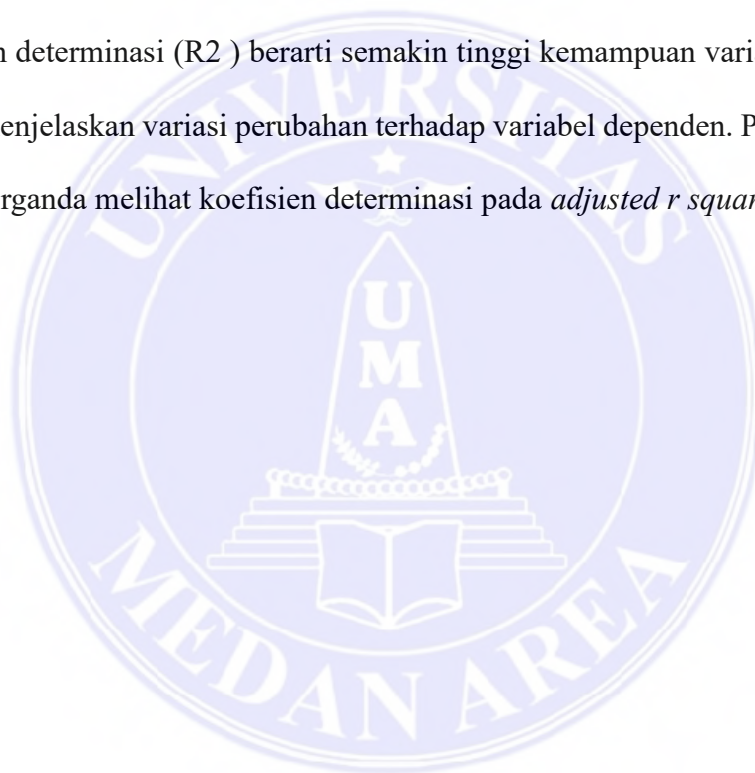 n determinasi (R2 ) berarti semakin tinggi kemampuan vari
enjelaskan variasi perubahan terhadap variabel dependen. P
rganda melihat koefisien determinasi pada adjusted r squar
UNIVERSITAS
U
M
A
MEDAN AREA